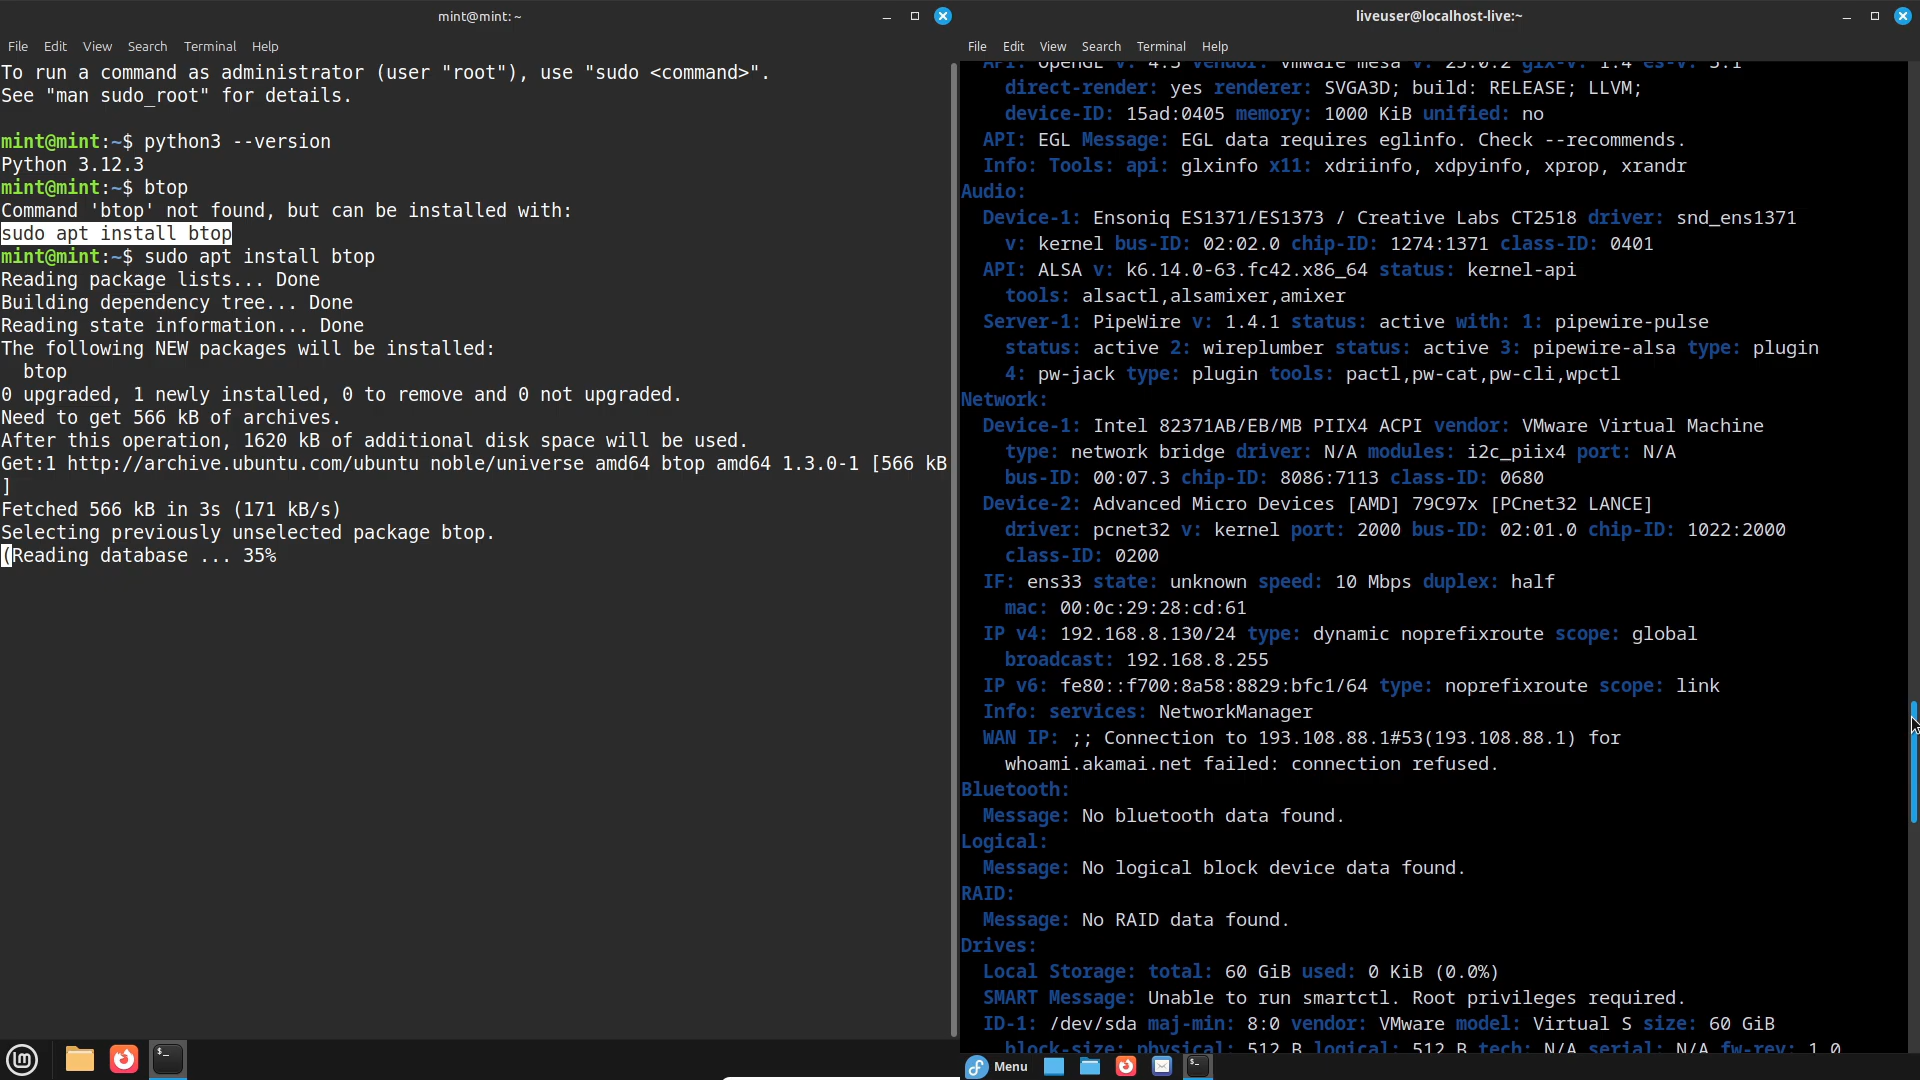 mint@mint: ~
File Edit View Search Terminal Help
To run a command as administrator (user "root"), use "sudo <command>".
See "man sudo_root" for details.
mint@mint:~$ python3 --version
Python 3.12.3
mint@mint:~$ btop
Command 'btop' not found, but can be installed with:
sudo apt install btop
mint@mint:~$ sudo apt install btop
Reading package lists... Done
Building dependency tree... Done
Reading state information... Done
The following NEW packages will be installed:
btop
0 upgraded, 1 newly installed, 0 to remove and 0 not upgraded.
Need to get 566 kB of archives.
After this operation, 1620 kB of additional disk space will be used.
Get:1 http://archive.ubuntu.com/ubuntu noble/universe amd64 btop amd64 1.3.0-1 [566 kB
]
Fetched 566 kB in 3s (171 kB/s)
Selecting previously unselected package btop.
(Reading database ... 35%
liveuser@localhost-live:~
File Edit View Search Terminal Help
API: OpenGL v: 4.3 vendor: vmware mesa v: 25.0.2 glx-v: 1.4 es-v: 3.1
direct-render: yes renderer: SVGA3D; build: RELEASE; LLVM;
device-ID: 15ad:0405 memory: 1000 KiB unified: no
API: EGL Message: EGL data requires eglinfo. Check --recommends.
Info: Tools: api: glxinfo x11: xdriinfo, xdpyinfo, xprop, xrandr
Audio:
Device-1: Ensoniq ES1371/ES1373 / Creative Labs CT2518 driver: snd_ens1371
v: kernel bus-ID: 02:02.0 chip-ID: 1274:1371 class-ID: 0401
API: ALSA v: k6.14.0-63.fc42.x86_64 status: kernel-api
tools: alsactl,alsamixer,amixer
Server-1: PipeWire v: 1.4.1 status: active with: 1: pipewire-pulse
status: active 2: wireplumber status: active 3: pipewire-alsa type: plugin
4: pw-jack type: plugin tools: pactl,pw-cat,pw-cli,wpctl
Network:
Device-1: Intel 82371AB/EB/MB PIIX4 ACPI vendor: VMware Virtual Machine
type: network bridge driver: N/A modules: i2c_piix4 port: N/A
bus-ID: 00:07.3 chip-ID: 8086:7113 class-ID: 0680
Device-2: Advanced Micro Devices [AMD] 79C97x [PCnet32 LANCE]
driver: pcnet32 v: kernel port: 2000 bus-ID: 02:01.0 chip-ID: 1022:2000
class-ID: 0200
IF: ens33 state: unknown speed: 10 Mbps duplex: half
mac: 00:0c:29:28:cd:61
IP v4: 192.168.8.130/24 type: dynamic noprefixroute scope: global
broadcast: 192.168.8.255
IP v6: fe80::f700:8a58:8829:bfc1/64 type: noprefixroute scope: link
Info: services: NetworkManager
WAN IP: ;; Connection to 193.108.88.1#53(193.108.88.1) for
whoami.akamai.net failed: connection refused.
Bluetooth:
Message: No bluetooth data found.
Logical:
Message: No logical block device data found.
RAID:
Message: No RAID data found.
Drives:
Local Storage: total: 60 GiB used: 0 KiB (0.0%)
SMART Message: Unable to run smartctl. Root privileges required.
ID-1: /dev/sda maj-min: 8:0 vendor: VMware model: Virtual S size: 60 GiB
block-size: physical: 512 B logical: 512 B tech: N/A serial: N/A fw-rev: 1.0
Menu